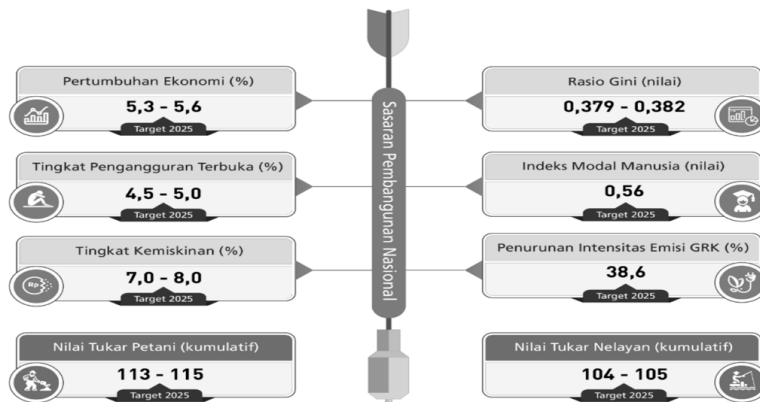 Pertumbuhan Ekonomi (%)
5,3 - 5,6
Target 2025
Tingkat Pengangguran Terbuka (%)
4,5 - 5,0
Target 2025
Tingkat Kemiskinan (%)
Rp
7,0 - 8,0
Target 2025
Nilai Tukar Petani (kumulatif)
113 - 115
Target 2025
Sasaran Pembangunan Nasional
Rasio Gini (nilai)
0,379 - 0,382
Target 2025
Indeks Modal Manusia (nilai)
0,56
Target 2025
Penurunan Intensitas Emisi GRK (%)
38,6
Target 2025
Nilai Tukar Nelayan (kumulatif)
104 - 105
Target 2025